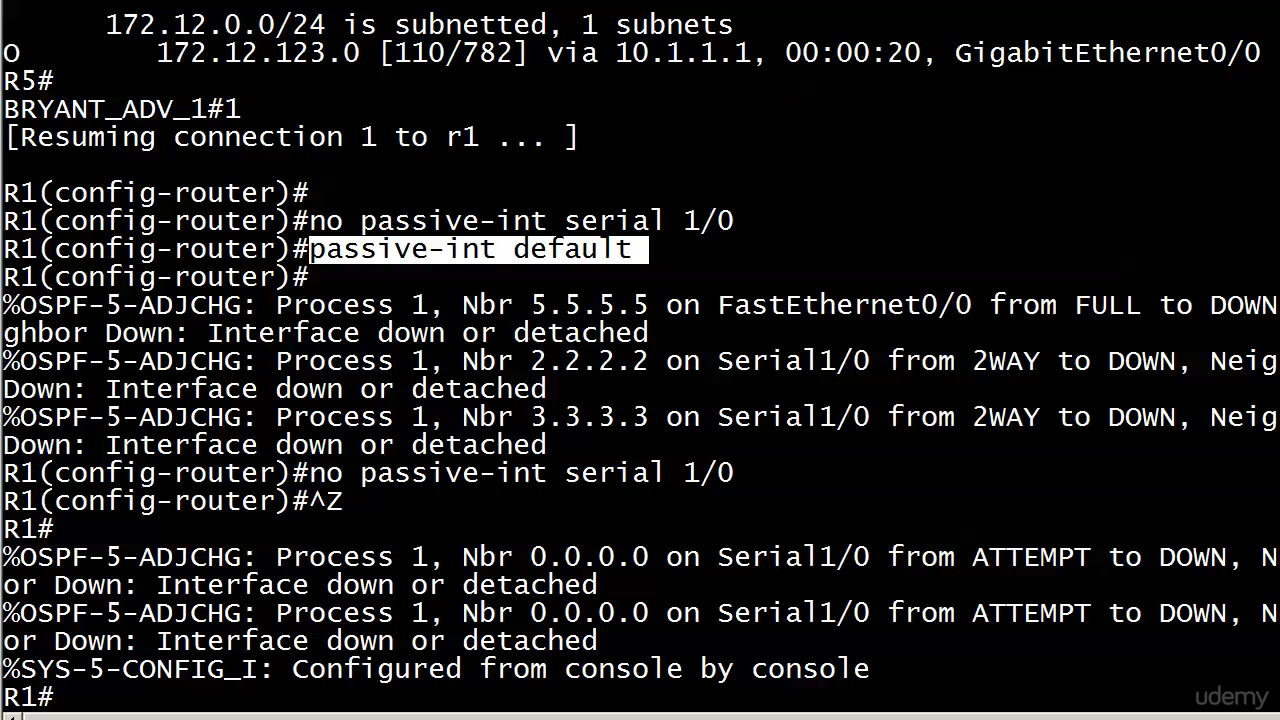 172.12.0.0/24 is subnetted, 1 subnets
O 172.12.123.0 [110/782] via 10.1.1.1, 00:00:20, GigabitEthernet0/0
R5#
BRYANT_ADV_1#1
[Resuming connection 1 to r1 ... ]
R1(config-router)#
R1(config-router)#no passive-int serial 1/0
R1(config-router)#passive-int default
R1(config-router)#
%OSPF-5-ADJCHG: Process 1, Nbr 5.5.5.5 on FastEthernet0/0 from FULL to DOWN
ghbor Down: Interface down or detached
%OSPF-5-ADJCHG: Process 1, Nbr 2.2.2.2 on Serial1/0 from 2WAY to DOWN, Neig
Down: Interface down or detached
%OSPF-5-ADJCHG: Process 1, Nbr 3.3.3.3 on Serial1/0 from 2WAY to DOWN, Neig
Down: Interface down or detached
R1(config-router)#no passive-int serial 1/0
R1(config-router)#^Z
R1#
%OSPF-5-ADJCHG: Process 1, Nbr 0.0.0.0 on Serial1/0 from ATTEMPT to DOWN, N
or Down: Interface down or detached
%OSPF-5-ADJCHG: Process 1, Nbr 0.0.0.0 on Serial1/0 from ATTEMPT to DOWN, N
or Down: Interface down or detached
%SYS-5-CONFIG_I: Configured from console by console
R1#
udemy